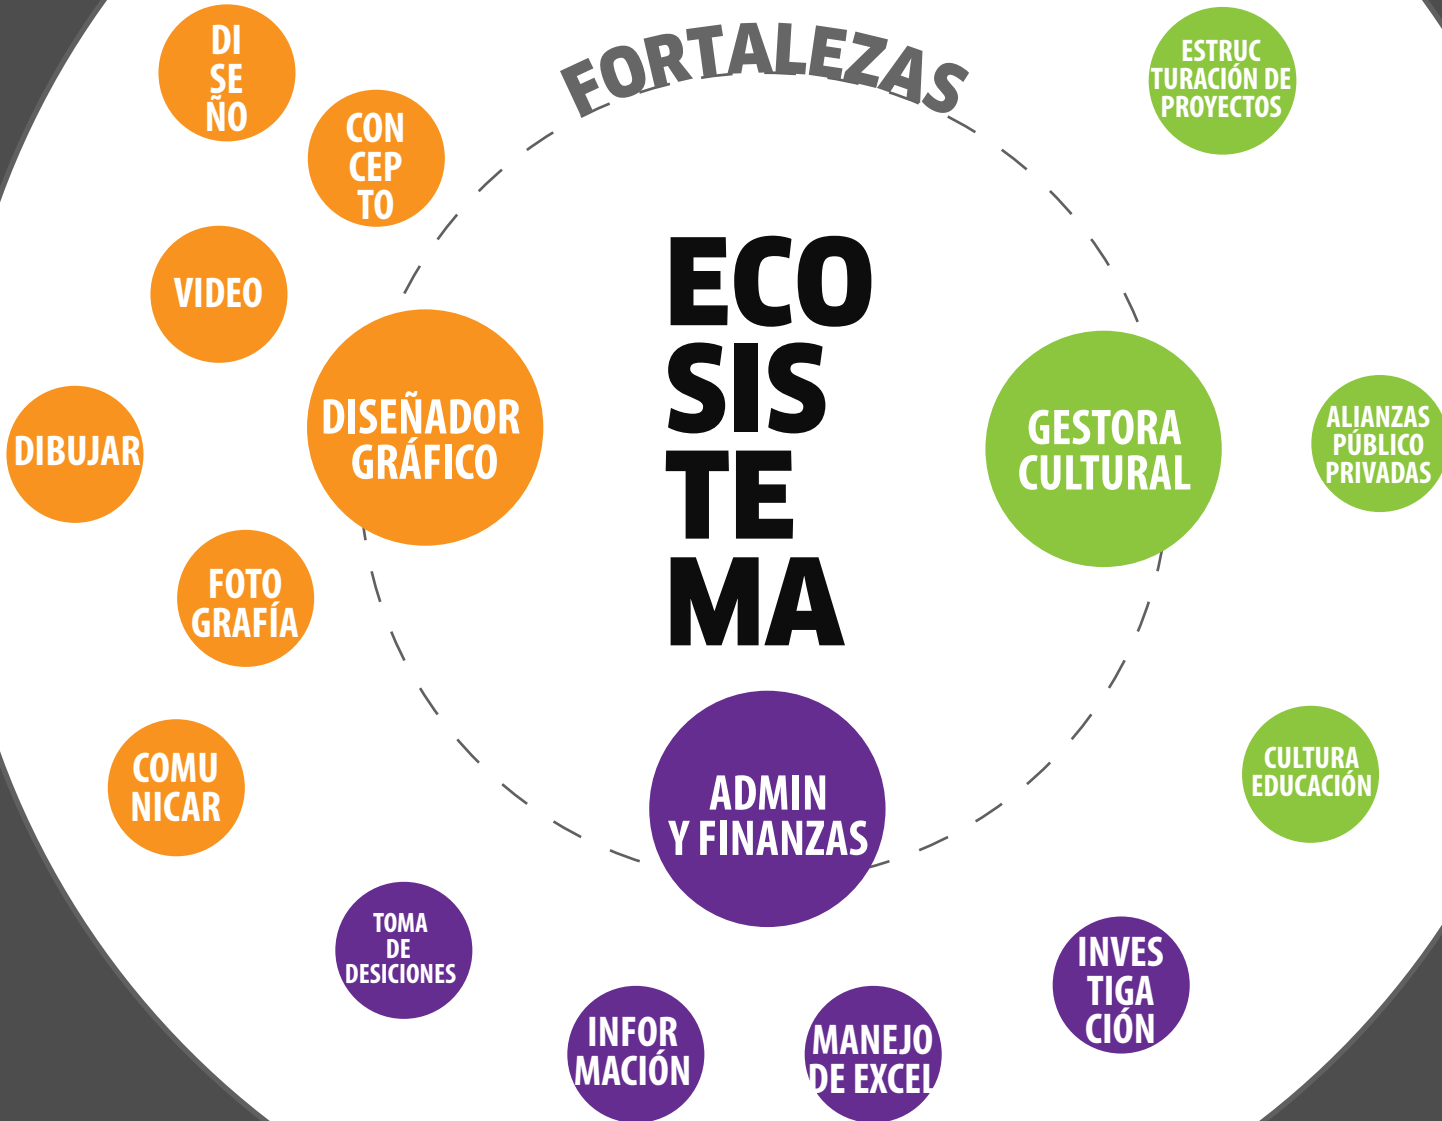 FORTALEZAS
ECO
SIS
TE
MA
DI
SE
ÑO
CON
CEP
TO
VIDEO
DIBUJAR
DISEÑADOR
GRÁFICO
FOTO
GRAFÍA
COMU
NICAR
ESTRUC
TURACIÓN DE
PROYECTOS
GESTORA
CULTURAL
ALIANZAS
PÚBLICO
PRIVADAS
CULTURA
EDUCACIÓN
ADMIN
Y FINANZAS
TOMA
DE
DESICIONES
INFOR
MACIÓN
MANEJO
DE EXCEL
INVES
TIGA
CIÓN